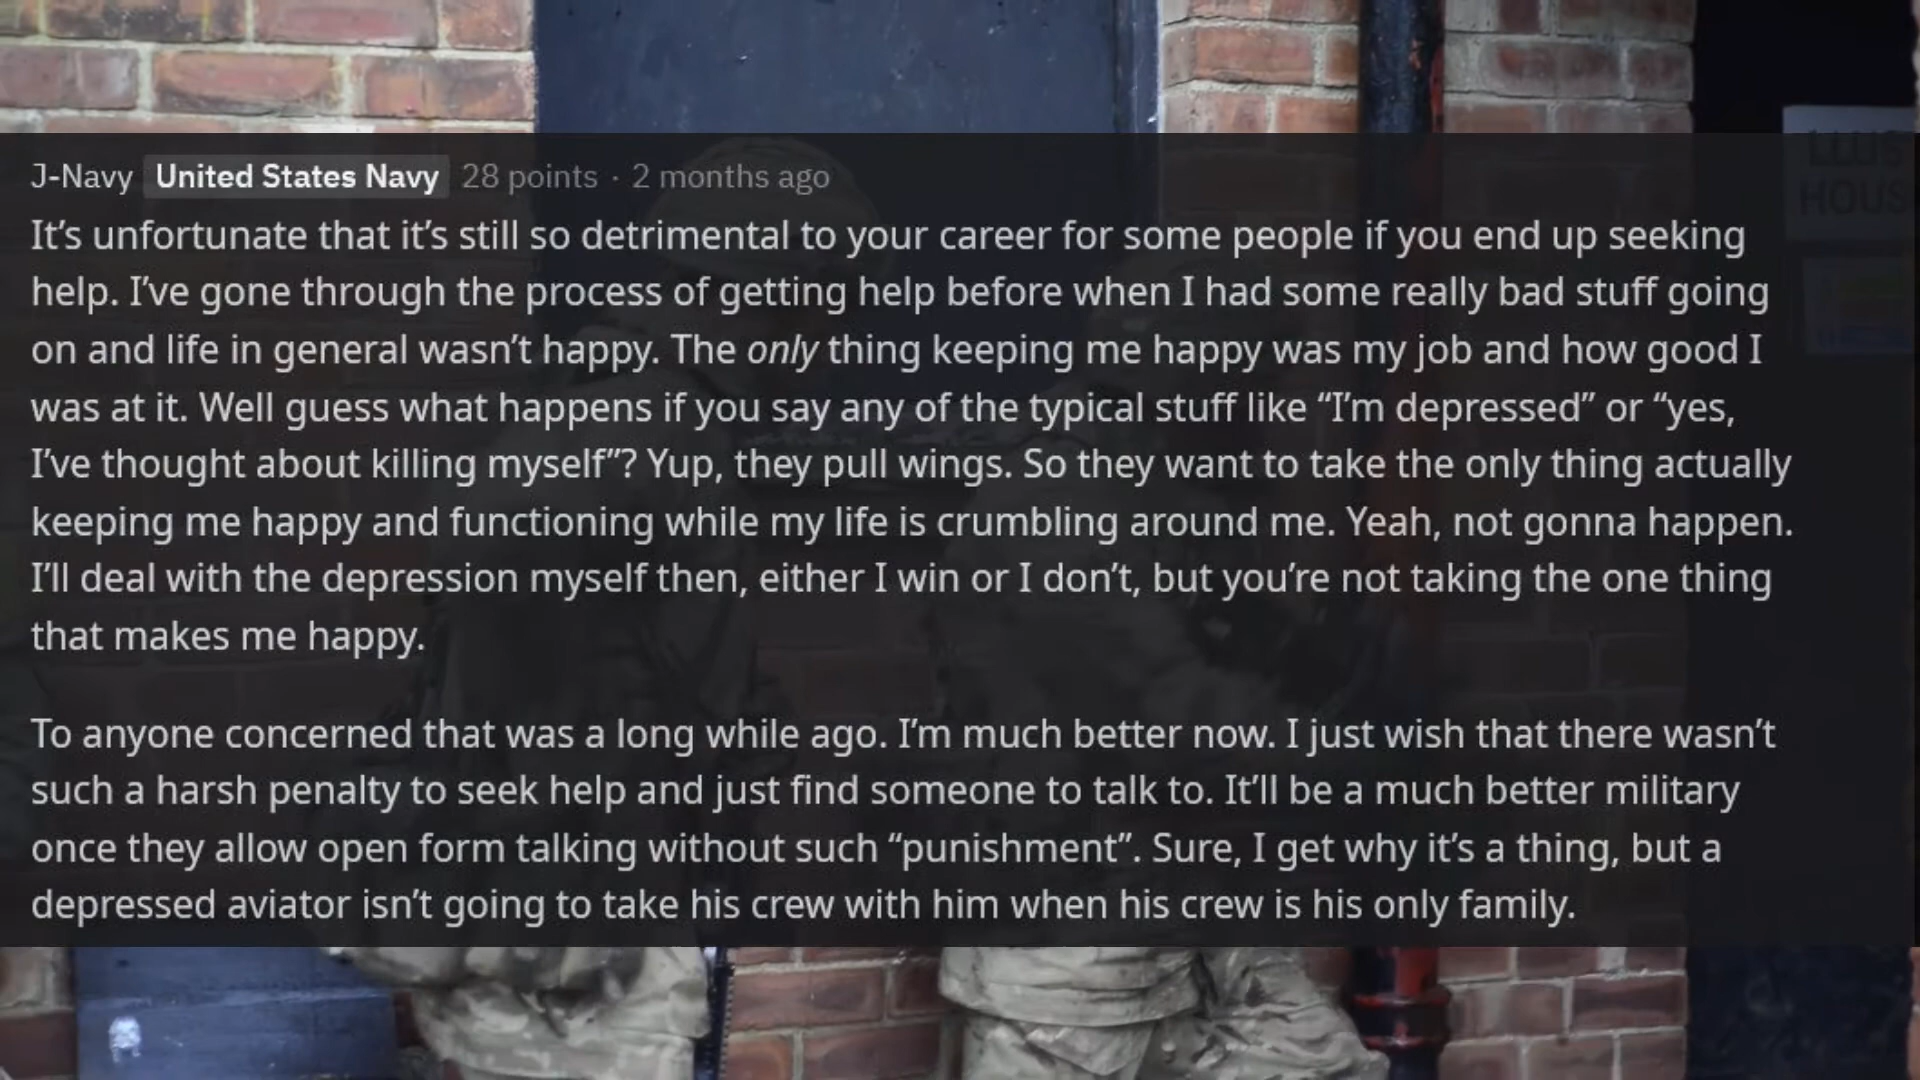 J-Navy United States Navy 28 points · 2 months ago
It’s unfortunate that it’s still so detrimental to your career for some people if you end up seeking
help. I’ve gone through the process of getting help before when I had some really bad stuff going
on and life in general wasn’t happy. The only thing keeping me happy was my job and how good I
was at it. Well guess what happens if you say any of the typical stuff like “I’m depressed” or “yes,
I’ve thought about killing myself”? Yup, they pull wings. So they want to take the only thing actually
keeping me happy and functioning while my life is crumbling around me. Yeah, not gonna happen.
I’ll deal with the depression myself then, either I win or I don’t, but you’re not taking the one thing
that makes me happy.
To anyone concerned that was a long while ago. I’m much better now. I just wish that there wasn’t
such a harsh penalty to seek help and just find someone to talk to. It’ll be a much better military
once they allow open form talking without such “punishment”. Sure, I get why it’s a thing, but a
depressed aviator isn’t going to take his crew with him when his crew is his only family.